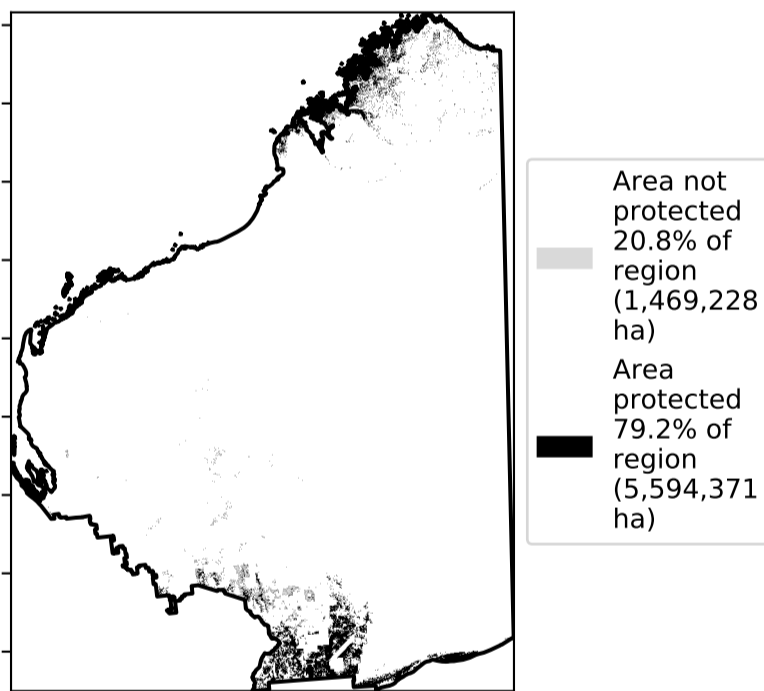 Area not
protected
20.8% of
region
(1,469,228
ha)
Area
protected
79.2% of
region
(5,594,371
ha)